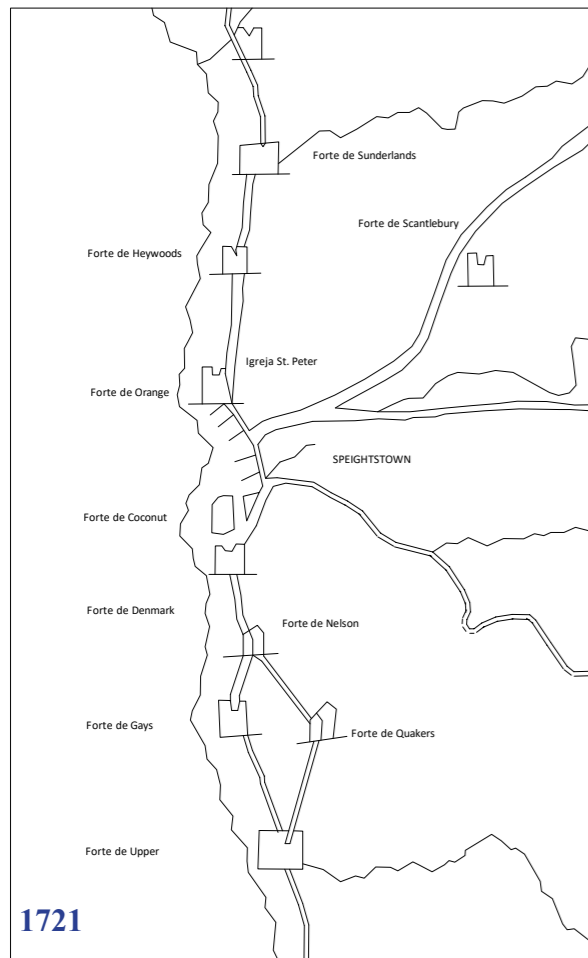 Forte de Sunderlands
Forte de Scantlebury
Forte de Heywoods
Igreja St. Peter
Forte de Orange
SPEIGHTSTOWN
Forte de Coconut
Forte de Denmark
Forte de Nelson
Forte de Gays
Forte de Quakers
Forte de Upper
1721